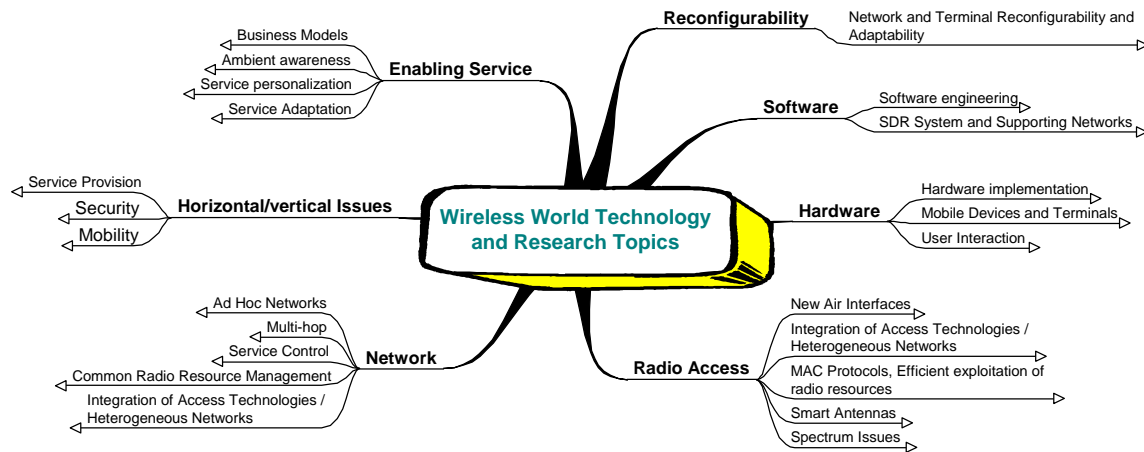 Reconfigurability
Network and Terminal Reconfigurability and
Adaptability
Business Models
Ambient awareness
Service personalization
Service Adaptation
Enabling Service
Software
Software engineering
SDR System and Supporting Networks
Service Provision
Security
Mobility
Horizontal/vertical Issues
Wireless World Technology
and Research Topics
Hardware
Hardware implementation
Mobile Devices and Terminals
User Interaction
Ad Hoc Networks
Multi-hop
Service Control
Common Radio Resource Management
Integration of Access Technologies /
Heterogeneous Networks
Network
Radio Access
New Air Interfaces
Integration of Access Technologies /
Heterogeneous Networks
MAC Protocols, Efficient exploitation of
radio resources
Smart Antennas
Spectrum Issues